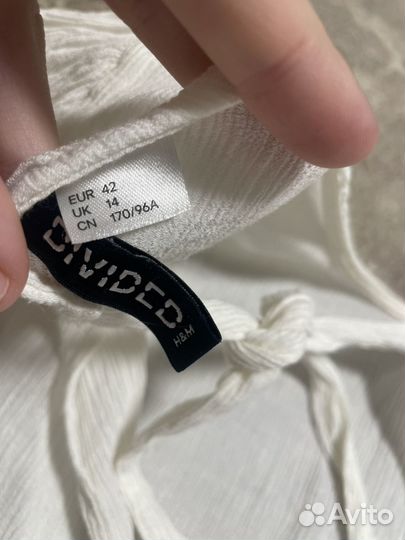 EUR 42
UK 14
CN 170/96A
DIVIDED
H&M
Avito